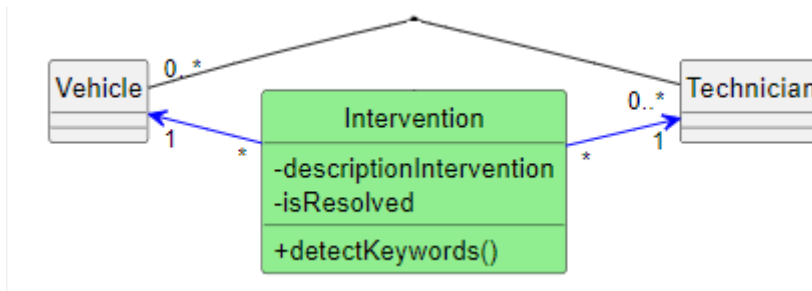 Vehicle
0..*
Technician
0..*
1
*
Intervention
-descriptionIntervention
-isResolved
+detectKeywords()
*
1